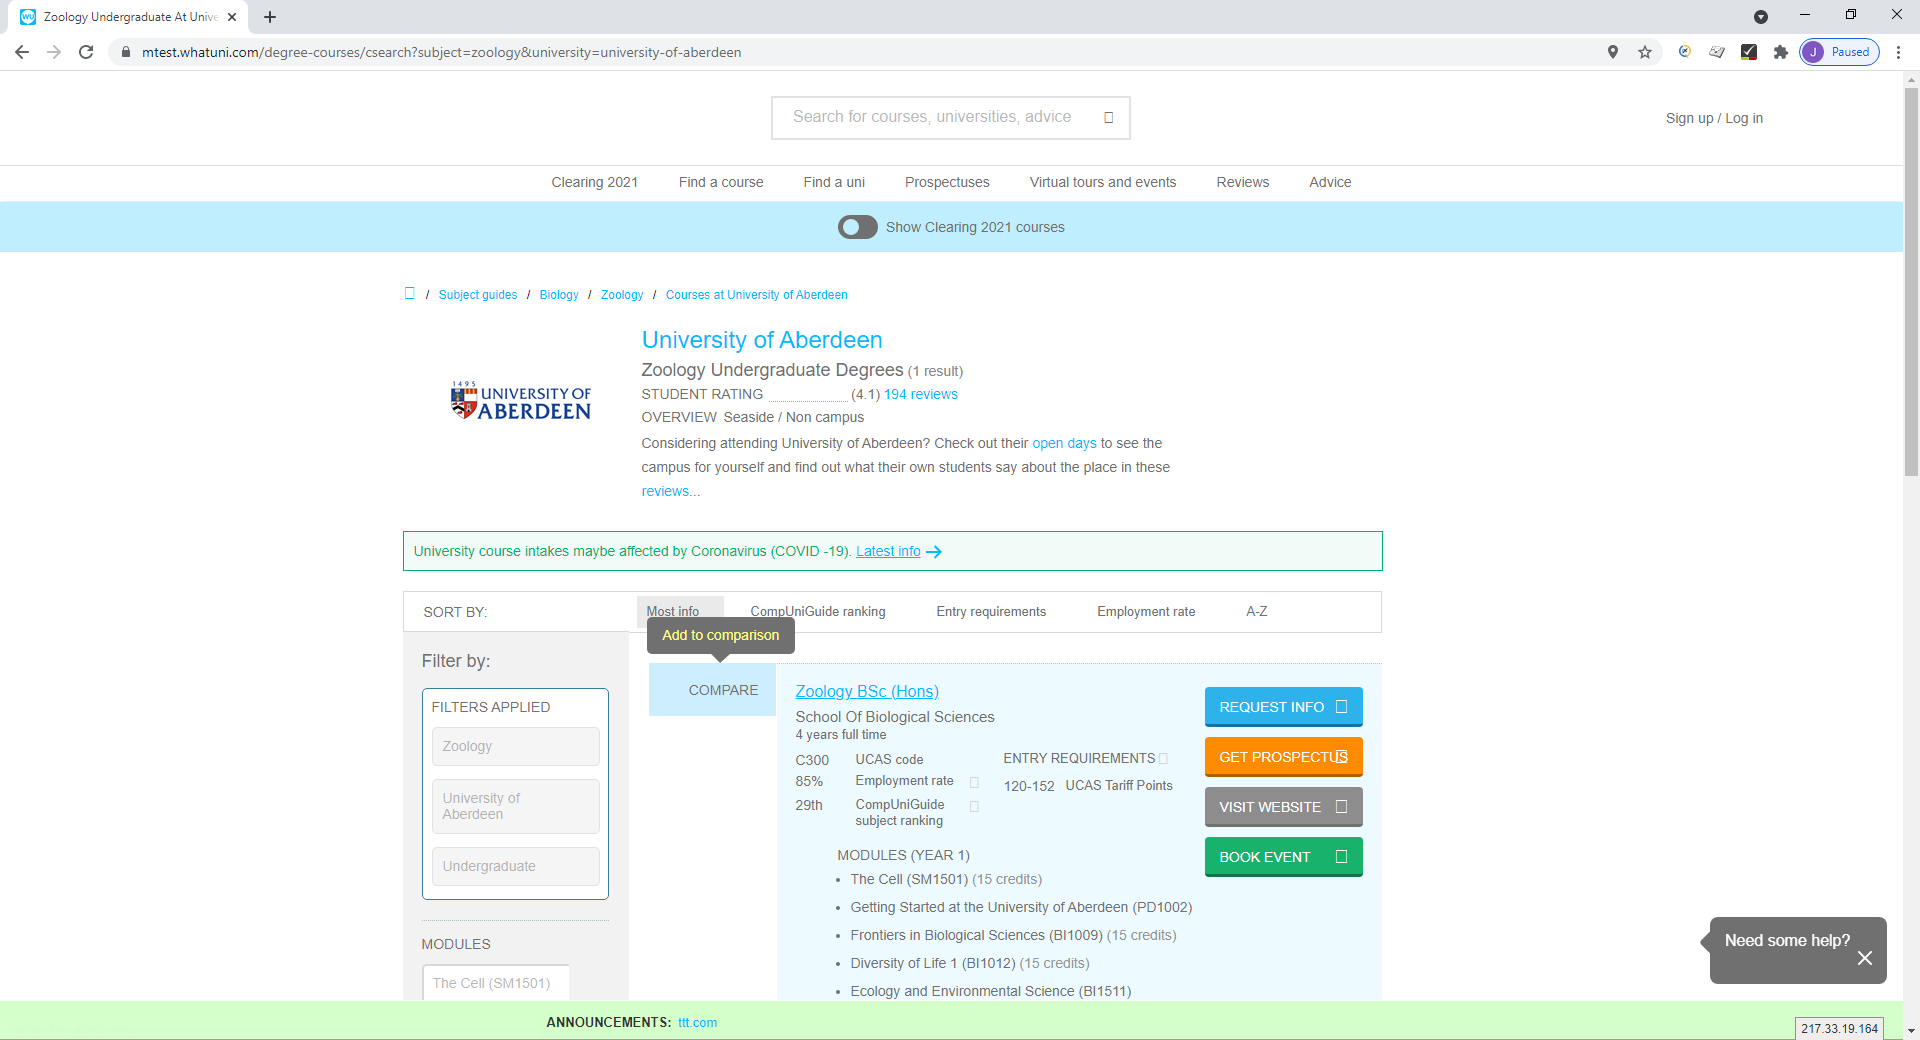 Zoology Undergraduate At Unive
mtest.whatuni.com/degree-courses/csearch?subject=zoology&university=university-of-aberdeen
J Paused
Search for courses, universities, advice
Sign up / Log in
Clearing 2021 Find a course Find a uni Prospectuses Virtual tours and events Reviews Advice
Show Clearing 2021 courses
/ Subject guides / Biology / Zoology / Courses at University of Aberdeen
1495
UNIVERSITY OF
ABERDEEN
University of Aberdeen
Zoology Undergraduate Degrees (1 result)
STUDENT RATING (4.1) 194 reviews
OVERVIEW Seaside / Non campus
Considering attending University of Aberdeen? Check out their open days to see the
campus for yourself and find out what their own students say about the place in these
reviews...
University course intakes maybe affected by Coronavirus (COVID -19). Latest info
SORT BY: Most info CompUniGuide ranking Entry requirements Employment rate A-Z
Add to comparison
Filter by:
FILTERS APPLIED
Zoology
University of
Aberdeen
Undergraduate
MODULES
The Cell (SM1501)
COMPARE
Zoology BSc (Hons)
School Of Biological Sciences
4 years full time
C300 UCAS code
85% Employment rate
29th CompUniGuide
subject ranking
ENTRY REQUIREMENTS
120-152 UCAS Tariff Points
MODULES (YEAR 1)
• The Cell (SM1501) (15 credits)
• Getting Started at the University of Aberdeen (PD1002)
• Frontiers in Biological Sciences (BI1009) (15 credits)
• Diversity of Life 1 (BI1012) (15 credits)
• Ecology and Environmental Science (BI1511)
REQUEST INFO
GET PROSPECTUS
VISIT WEBSITE
BOOK EVENT
Need some help?
ANNOUNCEMENTS: ttt.com
217.33.19.164